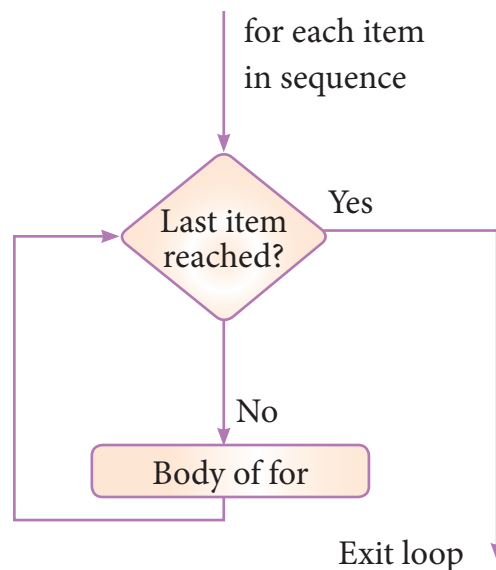 for each item
in sequence
Last item
reached?
Yes
No
Body of for
Exit loop